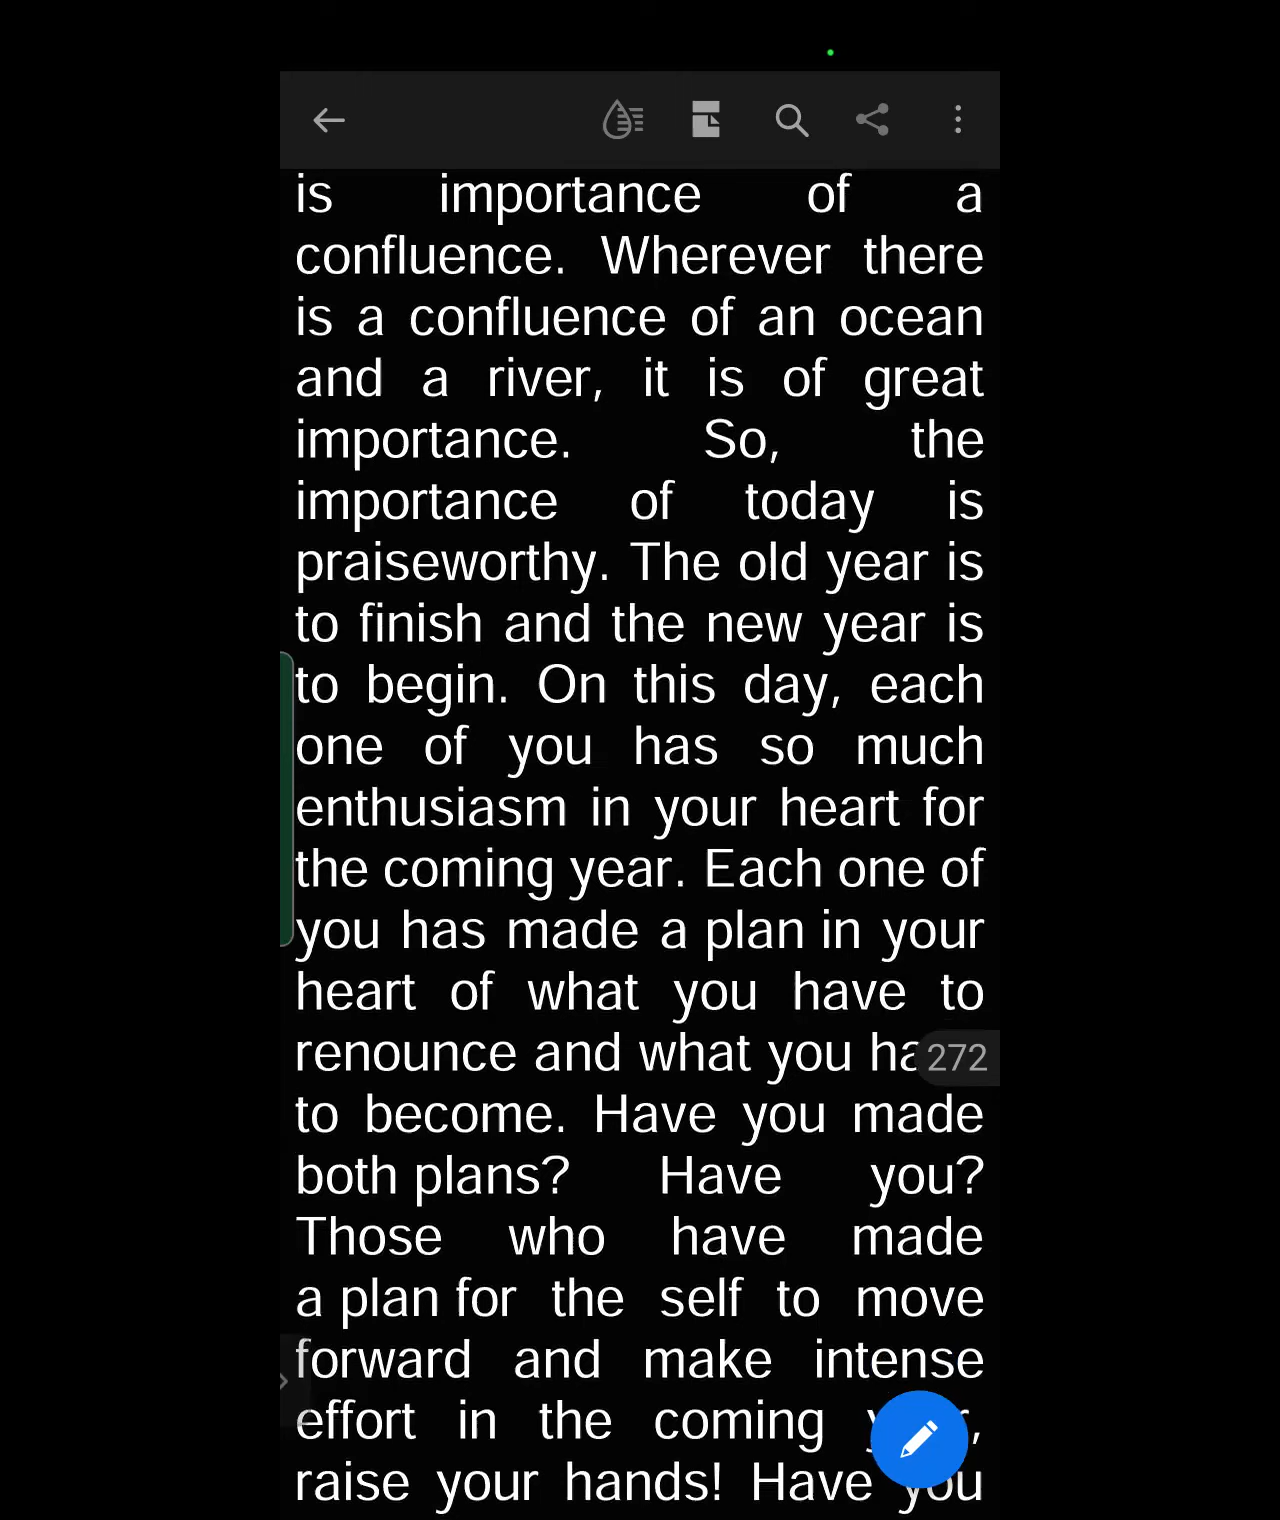 is importance of a
confluence. Wherever there
is a confluence of an ocean
and a river, it is of great
importance. So, the
importance of today is
praiseworthy. The old year is
to finish and the new year is
to begin. On this day, each
one of you has so much
enthusiasm in your heart for
the coming year. Each one of
you has made a plan in your
heart of what you have to
renounce and what you ha
272
to become. Have you made
both plans? Have you?
Those who have made
a plan for the self to move
forward and make intense
effort in the coming
raise your hands! Have you